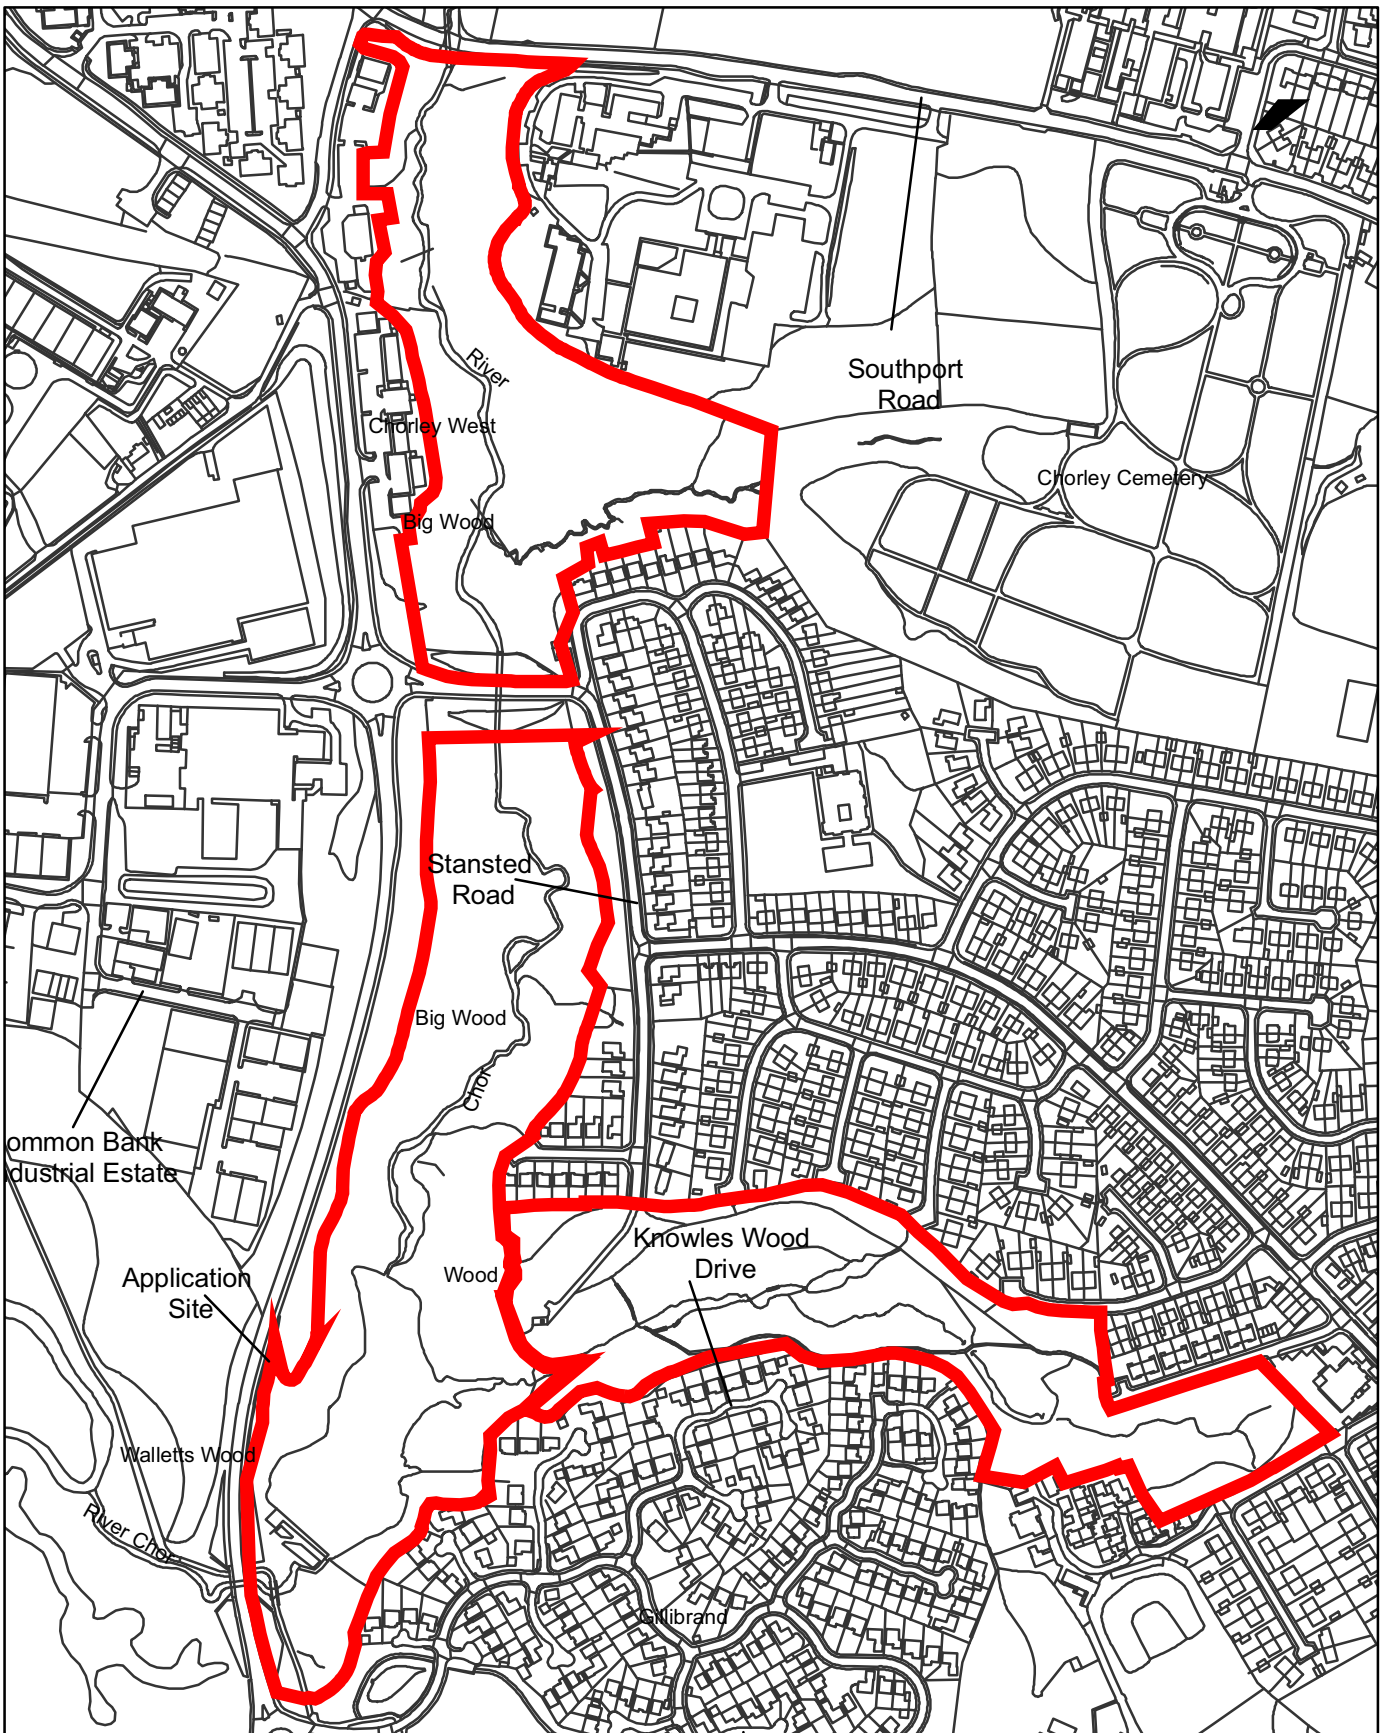 River
Southport
Road
Chorley West
Chorley Cemetery
Big Wood
Stansted
Road
Big Wood
Chor
ommon Bank
dustrial Estate
Knowles Wood
Drive
Wood
Application
Site
Walletts Wood
River Chor
Gillibrand